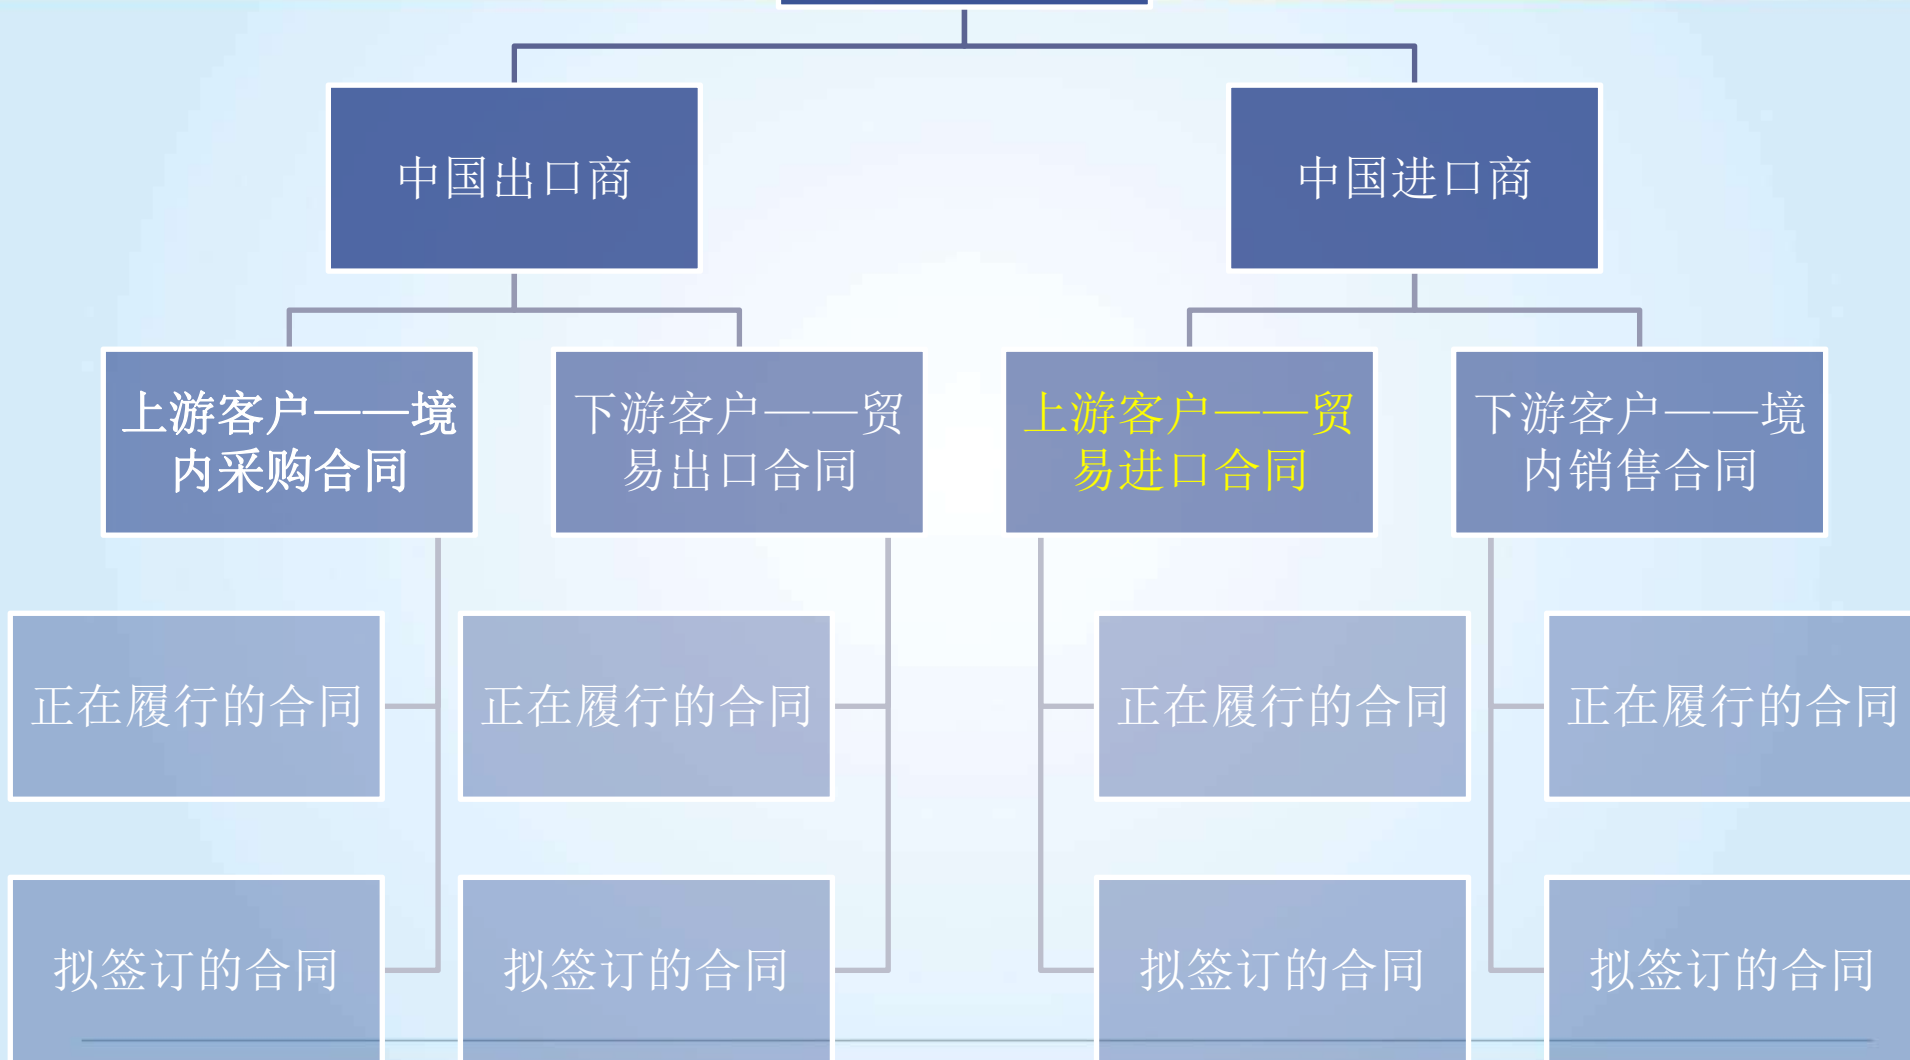 中国出口商
中国进口商
上游客户——境
内采购合同
下游客户——贸
易出口合同
上游客户——贸
易进口合同
下游客户——境
内销售合同
正在履行的合同
正在履行的合同
正在履行的合同
正在履行的合同
拟签订的合同
拟签订的合同
拟签订的合同
拟签订的合同